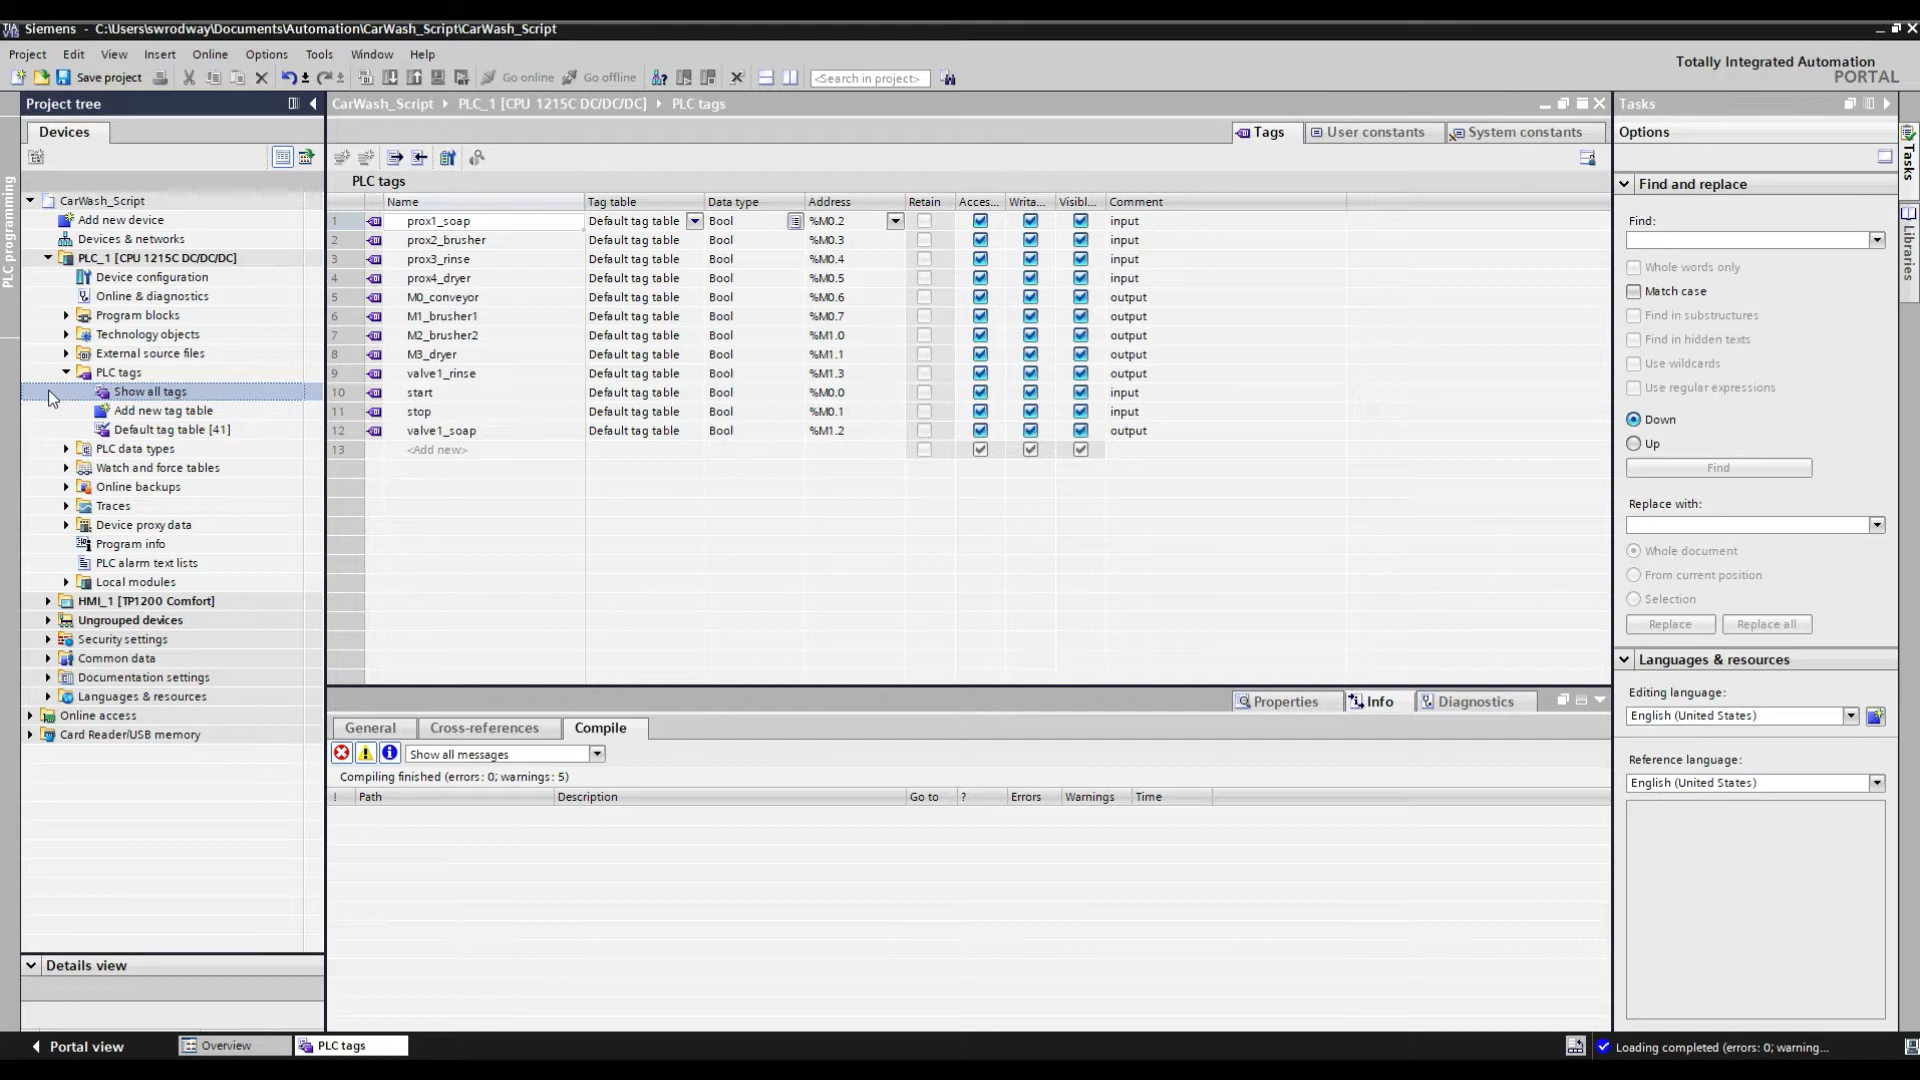 Siemens - C:\Users\swrodway\Documents\Automation\CarWash_Script\CarWash_Script
Project Edit View Insert Online Options Tools Window Help
Totally Integrated Automation
PORTAL
Save project Go online Go offline <Search in project>
Project tree
CarWash_Script PLC_1 [CPU 1215C DC/DC/DC] PLC tags
Tasks
Devices
Tags User constants System constants
Options
PLC programming
Tasks
Libraries
CarWash_Script
Add new device
Devices & networks
PLC_1 [CPU 1215C DC/DC/DC]
Device configuration
Online & diagnostics
Program blocks
Technology objects
External source files
PLC tags
Show all tags
Add new tag table
Default tag table [41]
PLC data types
Watch and force tables
Online backups
Traces
Device proxy data
Program info
PLC alarm text lists
Local modules
HMI_1 [TP1200 Comfort]
Ungrouped devices
Security settings
Common data
Documentation settings
Languages & resources
Online access
Card Reader/USB memory
Details view
PLC tags
Name Tag table Data type Address Retain Acces... Writa... Visibl... Comment
1 prox1_soap Default tag table Bool %M0.2 input
2 prox2_brusher Default tag table Bool %M0.3 input
3 prox3_rinse Default tag table Bool %M0.4 input
4 prox4_dryer Default tag table Bool %M0.5 input
5 M0_conveyor Default tag table Bool %M0.6 output
6 M1_brusher1 Default tag table Bool %M0.7 output
7 M2_brusher2 Default tag table Bool %M1.0 output
8 M3_dryer Default tag table Bool %M1.1 output
9 valve1_rinse Default tag table Bool %M1.3 output
10 start Default tag table Bool %M0.0 input
11 stop Default tag table Bool %M0.1 input
12 valve1_soap Default tag table Bool %M1.2 output
13 <Add new>
Properties Info Diagnostics
General Cross-references Compile
Show all messages
Compiling finished (errors: 0; warnings: 5)
! Path Description Go to ? Errors Warnings Time
Find and replace
Find:
Whole words only
Match case
Find in substructures
Find in hidden texts
Use wildcards
Use regular expressions
Down
Up
Find
Replace with:
Whole document
From current position
Selection
Replace Replace all
Languages & resources
Editing language:
English (United States)
Reference language:
English (United States)
Portal view Overview PLC tags
Loading completed (errors: 0; warning...